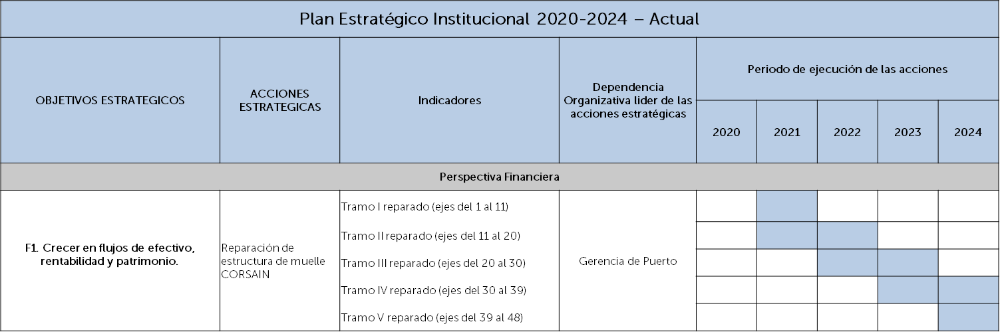 Plan Estratégico Institucional 2020-2024 – Actual
OBJETIVOS ESTRATEGICOS
ACCIONES
ESTRATEGICAS
Indicadores
Dependencia
Organizativa lider de las
acciones estratégicas
Periodo de ejecución de las acciones
2020
2021
2022
2023
2024
Perspectiva Financiera
F1. Crecer en flujos de efectivo,
rentabilidad y patrimonio.
Reparación de
estructura de muelle
CORSAIN
Tramo I reparado (ejes del 1 al 11)
Tramo II reparado (ejes del 11 al 20)
Tramo III reparado (ejes del 20 al 30)
Tramo IV reparado (ejes del 30 al 39)
Tramo V reparado (ejes del 39 al 48)
Gerencia de Puerto